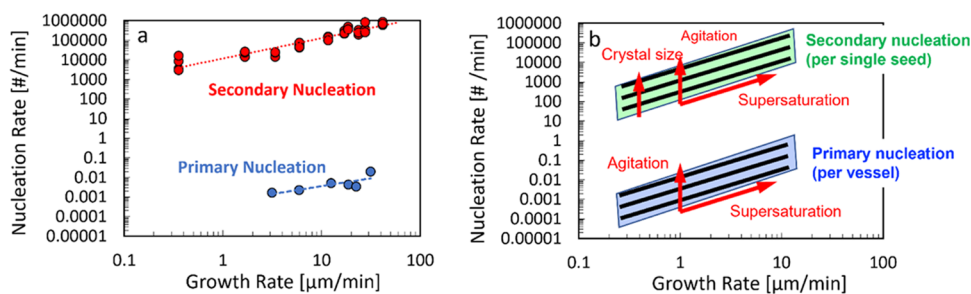 a
Nucleation Rate [#/min]
1000000
100000
10000
1000
100
10
1
0.1
0.01
0.001
0.0001
0.00001
Secondary Nucleation
Primary Nucleation
0.1 1 10 100
Growth Rate [µm/min]
b
Nucleation Rate [# /min]
1000000
100000
10000
1000
100
10
1
0.1
0.01
0.001
0.0001
0.00001
Agitation
Crystal size
Supersaturation
Secondary nucleation
(per single seed)
Agitation
Supersaturation
Primary nucleation
(per vessel)
0.1 1 10 100
Growth Rate [µm/min]